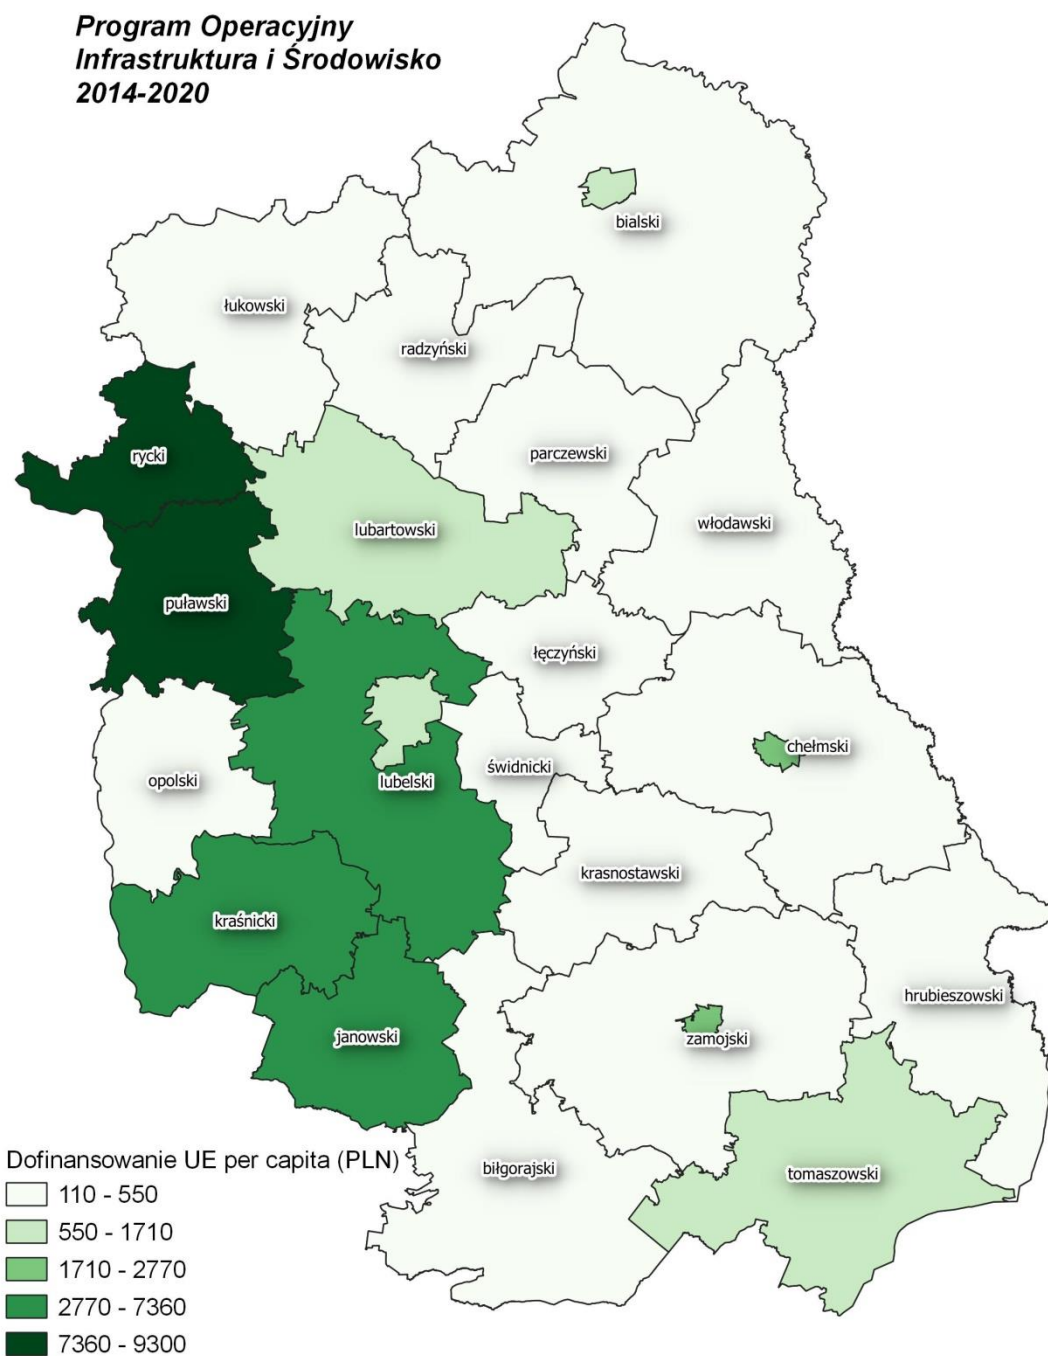 Program Operacyjny
Infrastruktura i Środowisko
2014-2020
bialski
łukowski
radzyński
rycki
parczewski
włodawski
lubartowski
puławski
łęczyński
chełmski
świdnicki
opolski
lubelski
krasnostawski
kraśnicki
hrubieszowski
janowski
zamojski
biłgorajski
tomaszowski
Dofinansowanie UE per capita (PLN)
110 - 550
550 - 1710
1710 - 2770
2770 - 7360
7360 - 9300